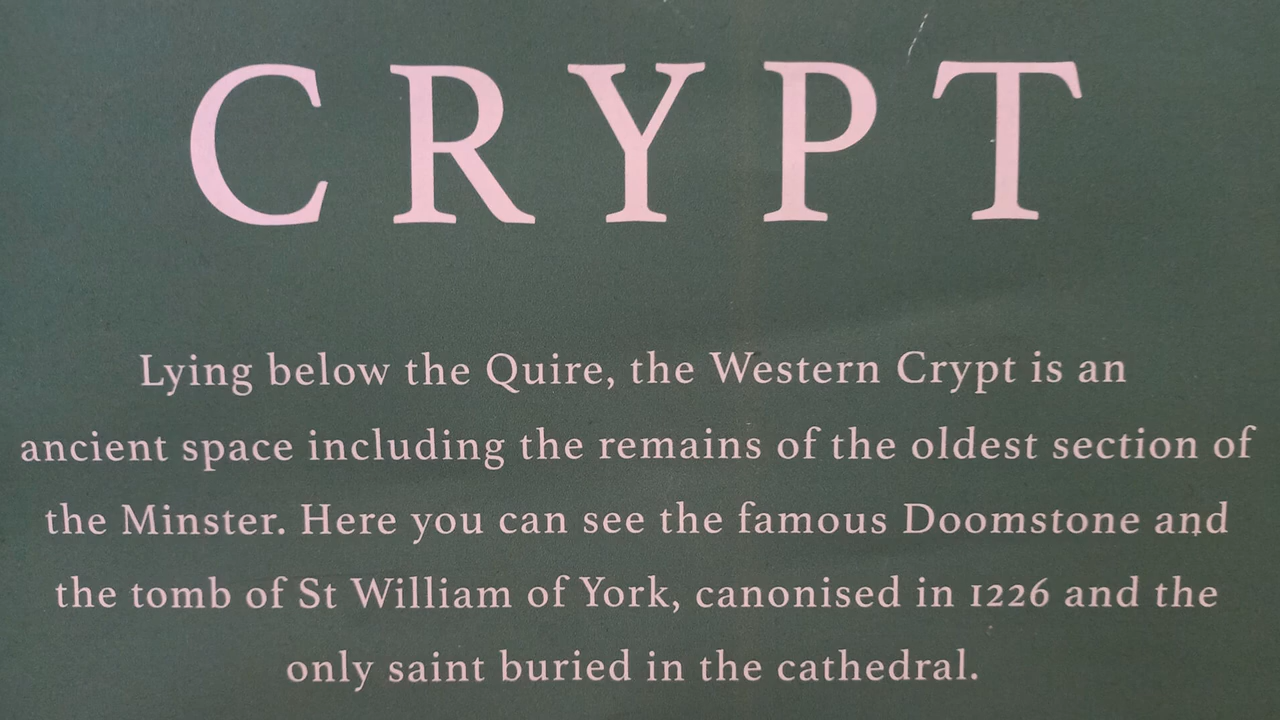 CRYPT
Lying below the Quire, the Western Crypt is an
ancient space including the remains of the oldest section of
the Minster. Here you can see the famous Doomstone and
the tomb of St William of York, canonised in 1226 and the
only saint buried in the cathedral.